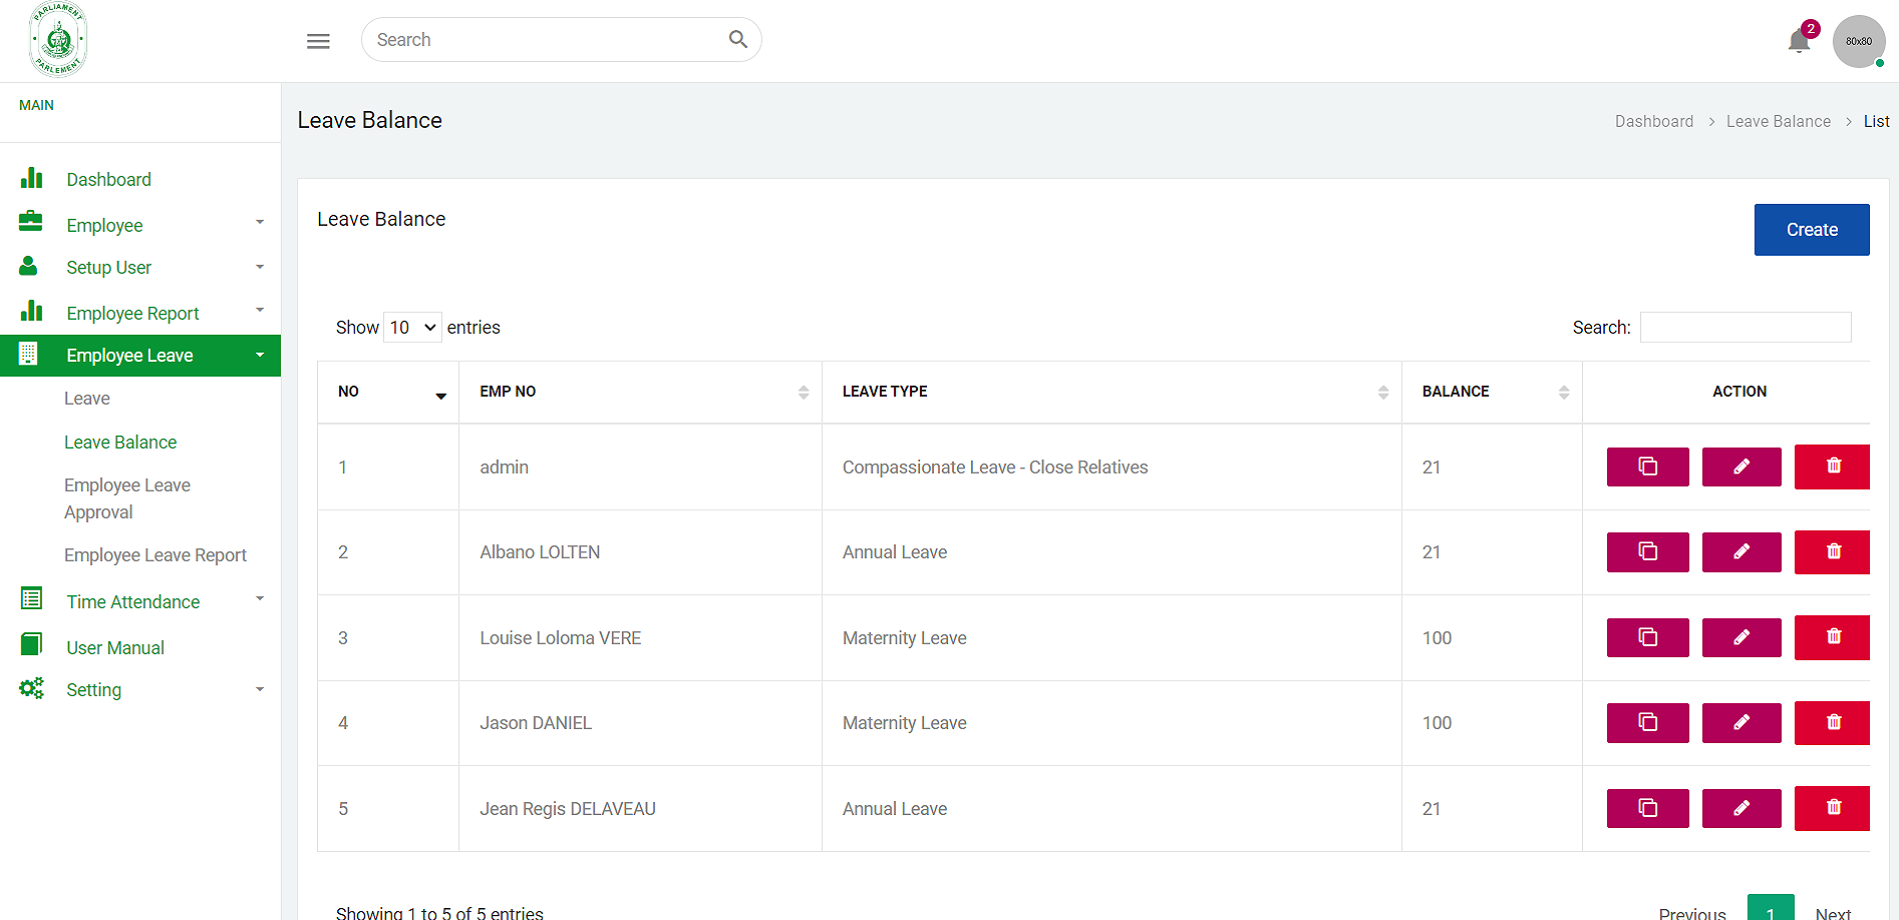 PARLIAMENT
PARLEMENT
Search
2
80x80
MAIN
Leave Balance
Dashboard > Leave Balance > List
Dashboard
Employee
Setup User
Employee Report
Employee Leave
Leave
Leave Balance
Employee Leave
Approval
Employee Leave Report
Time Attendance
User Manual
Setting
Leave Balance
Create
Show 10 entries
Search:
NO EMP NO LEAVE TYPE BALANCE ACTION
1 admin Compassionate Leave - Close Relatives 21
2 Albano LOLTEN Annual Leave 21
3 Louise Loloma VERE Maternity Leave 100
4 Jason DANIEL Maternity Leave 100
5 Jean Regis DELAVEAU Annual Leave 21
Showing 1 to 5 of 5 entries
Previous 1 Next